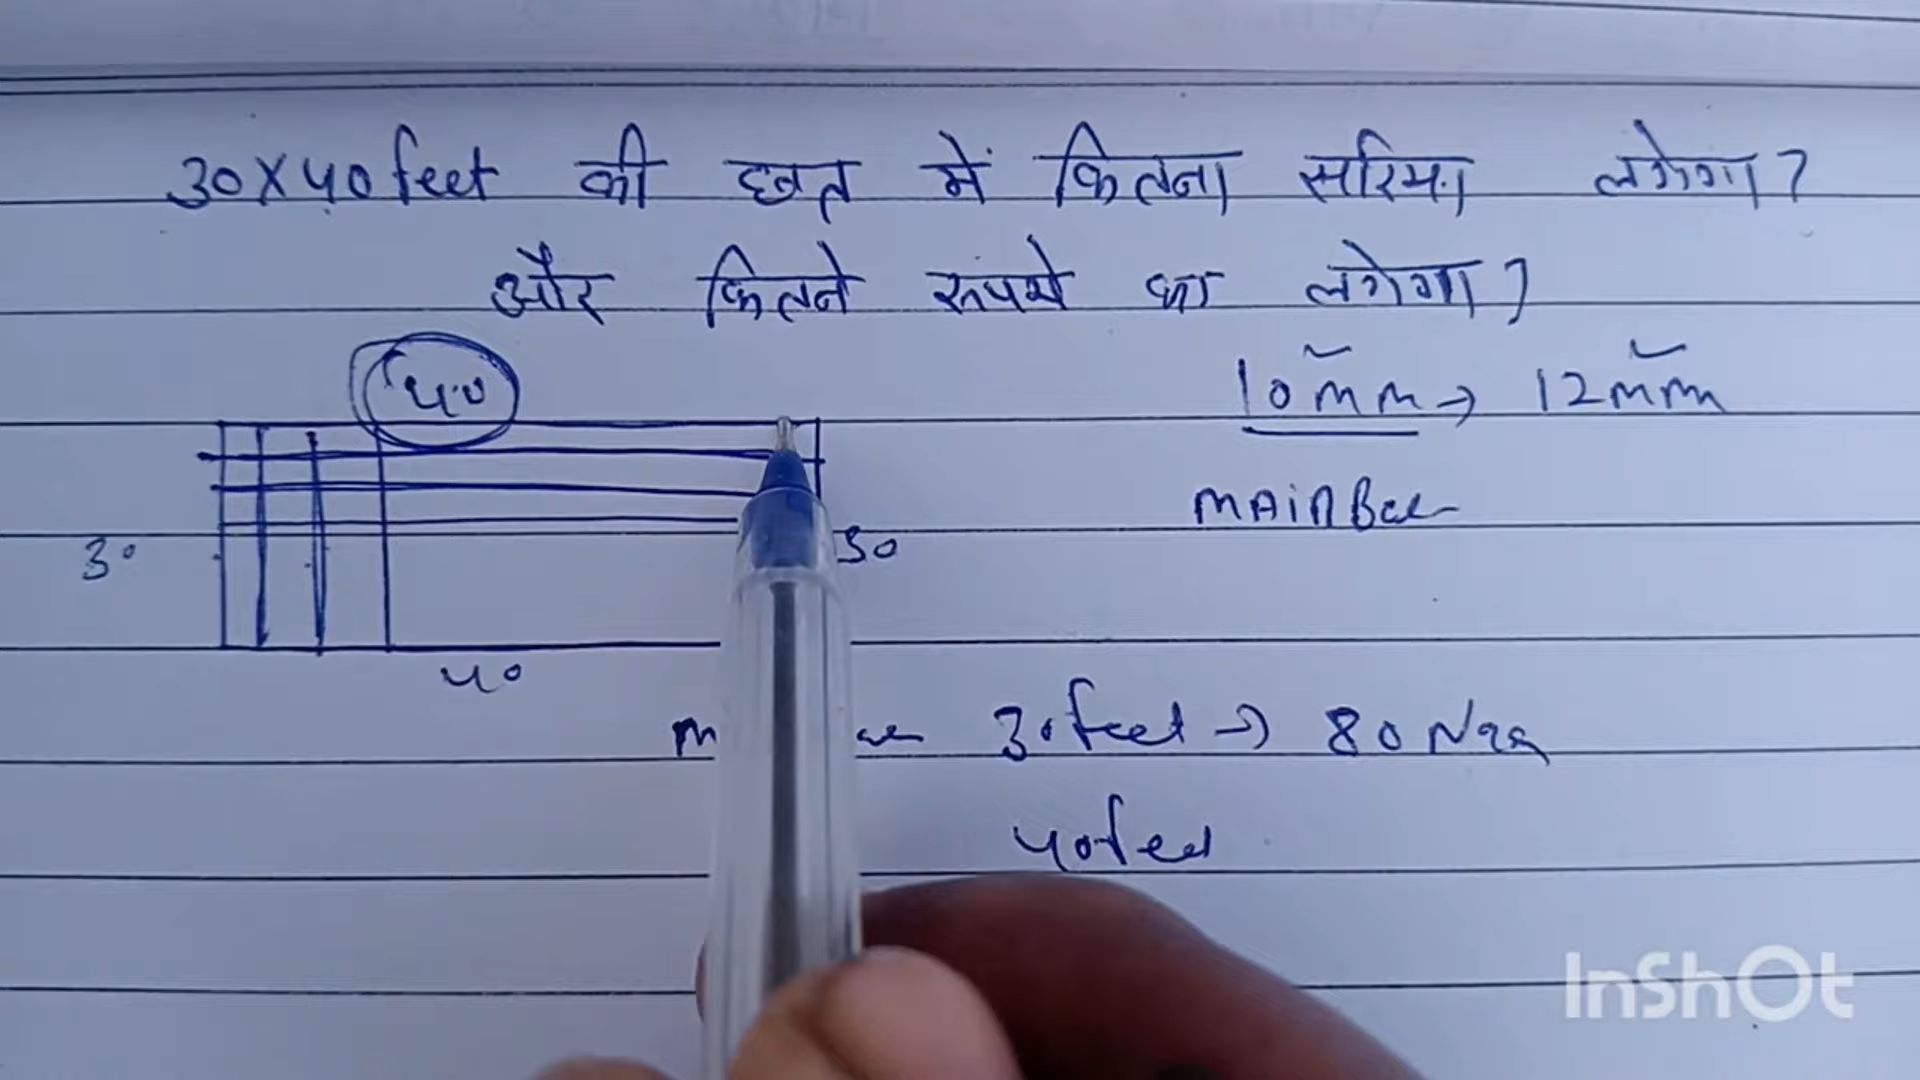 30X40 feet की छत में कितना सरिया लगेगा?
और कितने रूपये का लगेगा?
40
10mm → 12mm
MAIN Bar
30
30
40
30 feet → 80 Nag
40 feet
InShOt